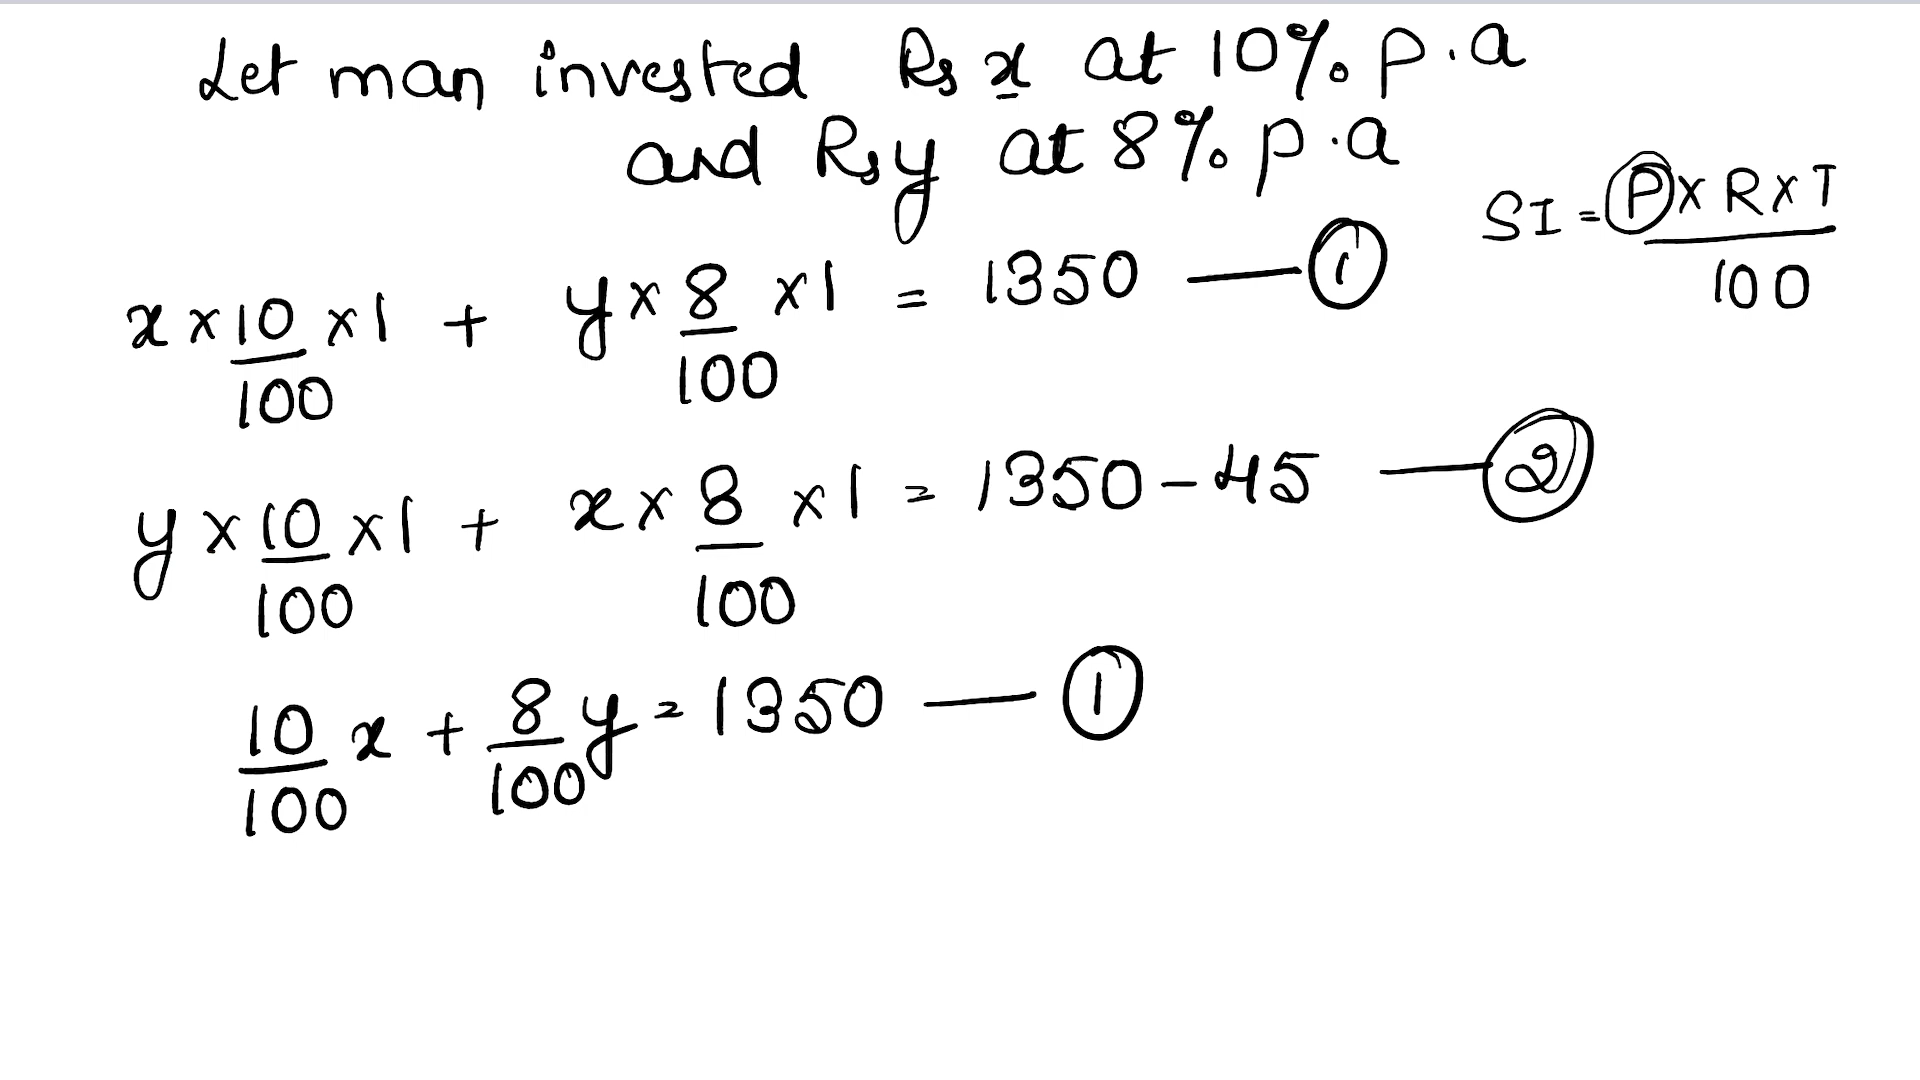 Let man invested Rs x at 10% p.a
and Rs y at 8% p.a
SI = P x R x T / 100
x × 10/100 × 1 + y × 8/100 × 1 = 1350 — ①
y × 10/100 × 1 + x × 8/100 × 1 = 1350 - 45 — ②
10/100 x + 8/100 y = 1350 — ①